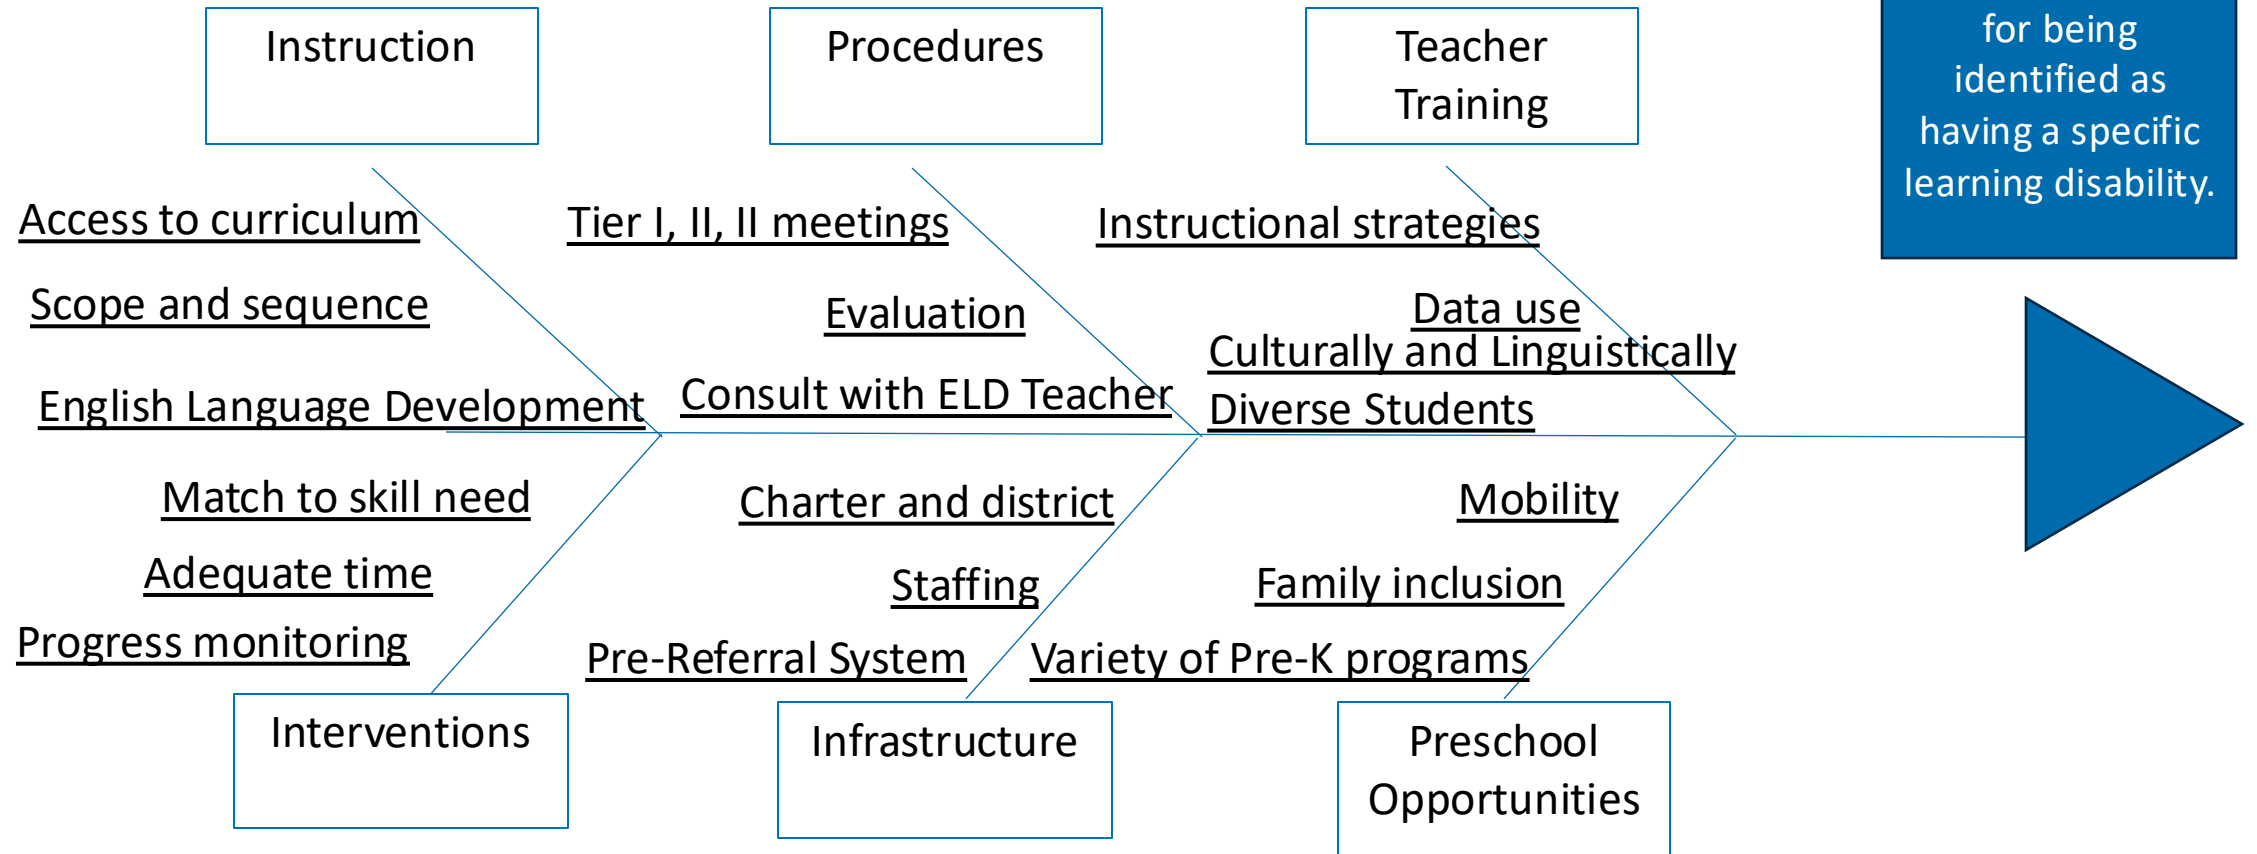 Instruction
Procedures
Teacher
Training
for being
identified as
having a specific
learning disability.
Access to curriculum
Tier I, II, II meetings
Instructional strategies
Scope and sequence
Evaluation
Data use
English Language Development
Consult with ELD Teacher
Culturally and Linguistically
Diverse Students
Match to skill need
Charter and district
Mobility
Adequate time
Staffing
Family inclusion
Progress monitoring
Pre-Referral System
Variety of Pre-K programs
Interventions
Infrastructure
Preschool
Opportunities